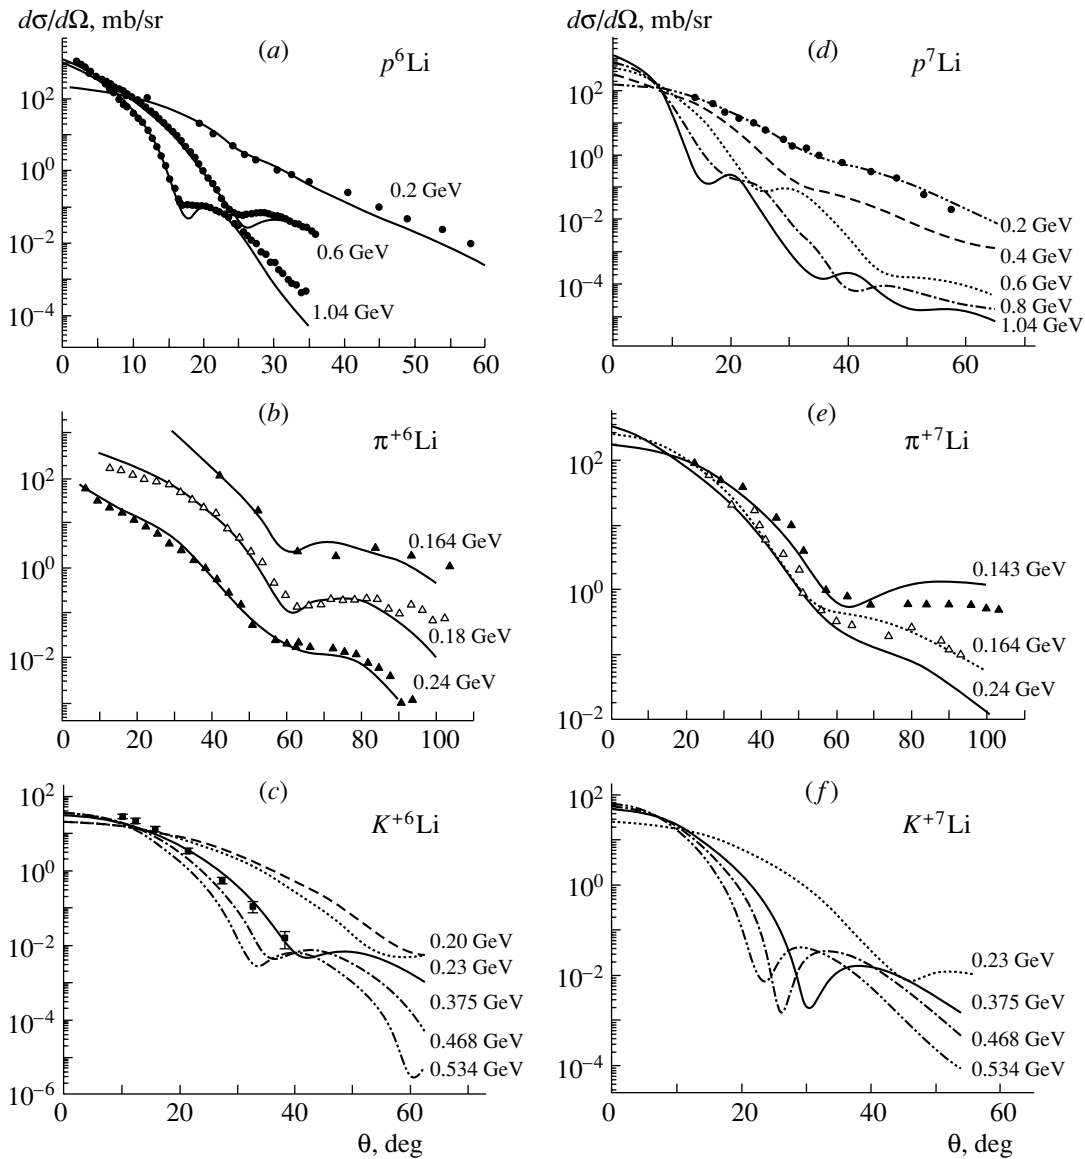 dσ/dΩ, mb/sr
(a)
p⁶Li
10²
10⁰
10⁻²
10⁻⁴
0.2 GeV
0.6 GeV
1.04 GeV
0 10 20 30 40 50 60
dσ/dΩ, mb/sr
(d)
p⁷Li
10²
10⁰
10⁻²
10⁻⁴
0.2 GeV
0.4 GeV
0.6 GeV
0.8 GeV
1.04 GeV
0 20 40 60
(b)
π⁺⁶Li
10²
10⁰
10⁻²
0.164 GeV
0.18 GeV
0.24 GeV
0 20 40 60 80 100
(e)
π⁺⁷Li
10²
10⁰
10⁻²
0.143 GeV
0.164 GeV
0.24 GeV
0 20 40 60 80 100
(c)
K⁺⁶Li
10²
10⁰
10⁻²
10⁻⁴
10⁻⁶
0.20 GeV
0.23 GeV
0.375 GeV
0.468 GeV
0.534 GeV
0 20 40 60
θ, deg
(f)
K⁺⁷Li
10²
10⁰
10⁻²
10⁻⁴
0.23 GeV
0.375 GeV
0.468 GeV
0.534 GeV
0 20 40 60
θ, deg